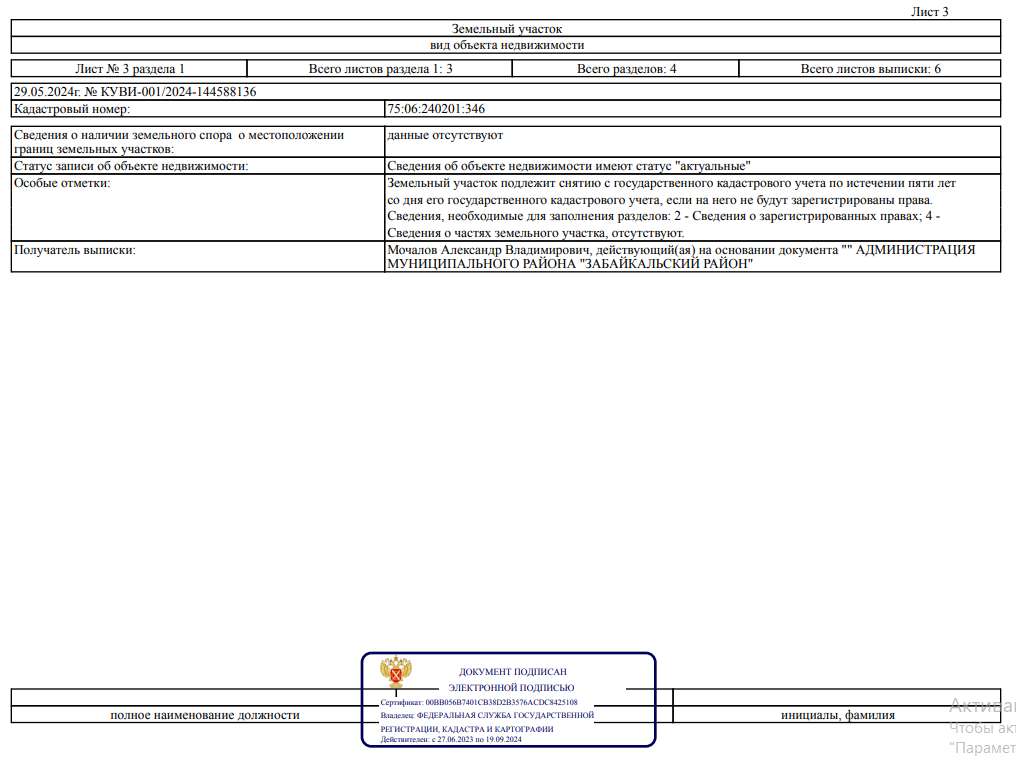 Лист 3
Земельный участок
вид объекта недвижимости
Лист № 3 раздела 1
Всего листов раздела 1: 3
Всего разделов: 4
Всего листов выписки: 6
29.05.2024г. № КУВИ-001/2024-144588136
Кадастровый номер:
75:06:240201:346
Сведения о наличии земельного спора о местоположении
границ земельных участков:
данные отсутствуют
Статус записи об объекте недвижимости:
Сведения об объекте недвижимости имеют статус "актуальные"
Особые отметки:
Земельный участок подлежит снятию с государственного кадастрового учета по истечении пяти лет
со дня его государственного кадастрового учета, если на него не будут зарегистрированы права.
Сведения, необходимые для заполнения разделов: 2 - Сведения о зарегистрированных правах; 4 -
Сведения о частях земельного участка, отсутствуют.
Получатель выписки:
Мочалов Александр Владимирович, действующий(ая) на основании документа "" АДМИНИСТРАЦИЯ
МУНИЦИПАЛЬНОГО РАЙОНА "ЗАБАЙКАЛЬСКИЙ РАЙОН"
ДОКУМЕНТ ПОДПИСАН
ЭЛЕКТРОННОЙ ПОДПИСЬЮ
Сертификат: 00BB056B7401CB38D2B3576ACDC8425108
Владелец: ФЕДЕРАЛЬНАЯ СЛУЖБА ГОСУДАРСТВЕННОЙ
РЕГИСТРАЦИИ, КАДАСТРА И КАРТОГРАФИИ
Действителен: с 27.06.2023 по 19.09.2024
полное наименование должности
инициалы, фамилия
Актива
Чтобы ак
"Парамет